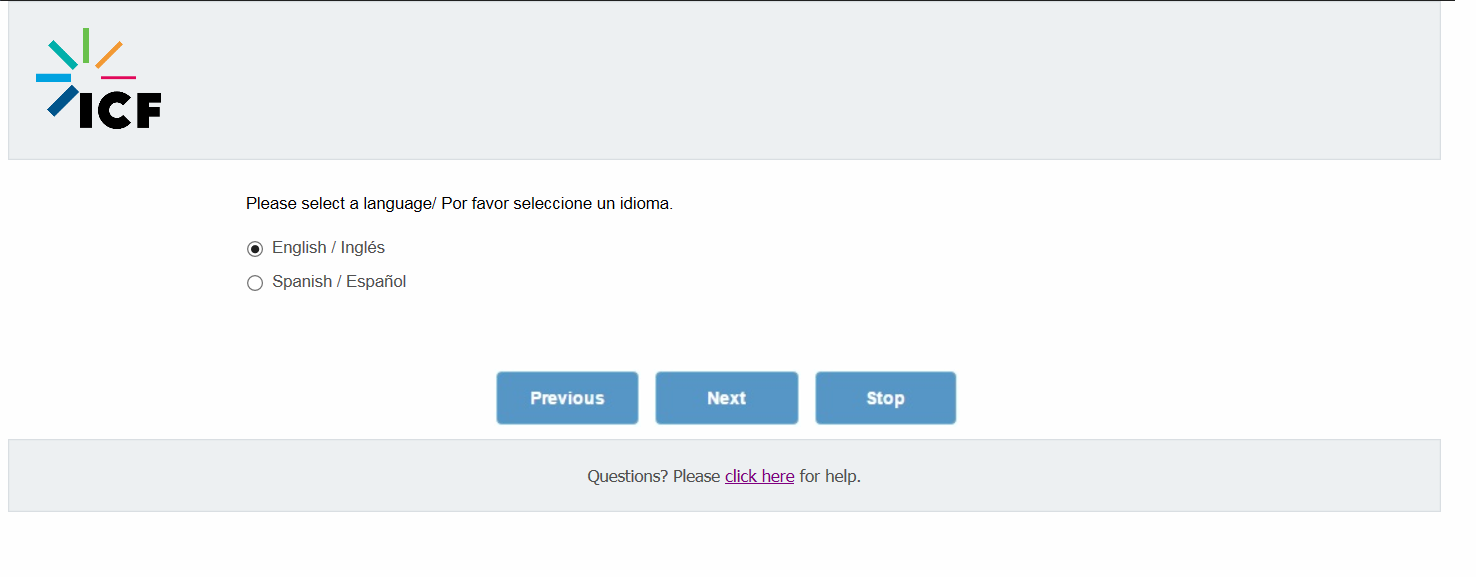 ICF
Please select a language/ Por favor seleccione un idioma.
English / Inglés
Spanish / Español
Previous
Next
Stop
Questions? Please click here for help.